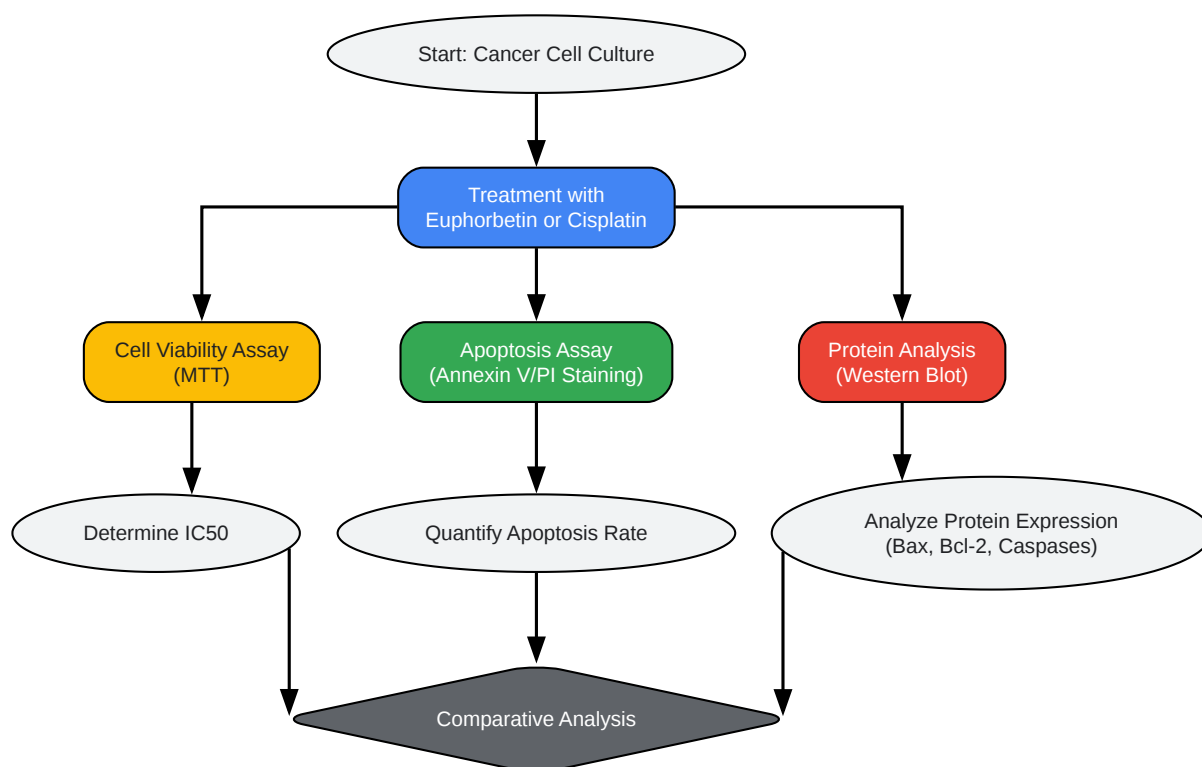 Start: Cancer Cell Culture
Treatment with
Euphorbetin or Cisplatin
Cell Viability Assay
(MTT)
Apoptosis Assay
(Annexin V/PI Staining)
Protein Analysis
(Western Blot)
Determine IC50
Quantify Apoptosis Rate
Analyze Protein Expression
(Bax, Bcl-2, Caspases)
Comparative Analysis